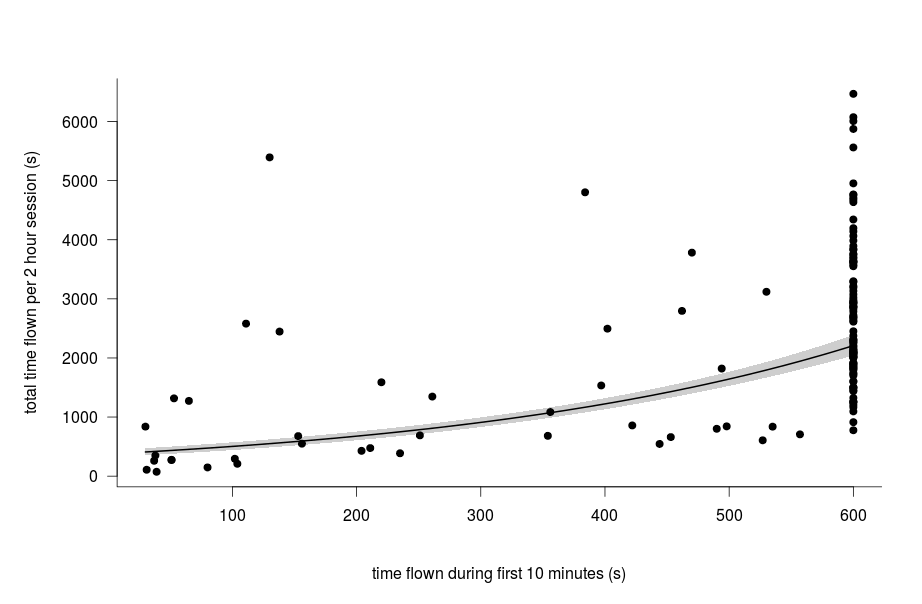 total time flown per 2 hour session (s)
6000
5000
4000
3000
2000
1000
0
100 200 300 400 500 600
time flown during first 10 minutes (s)